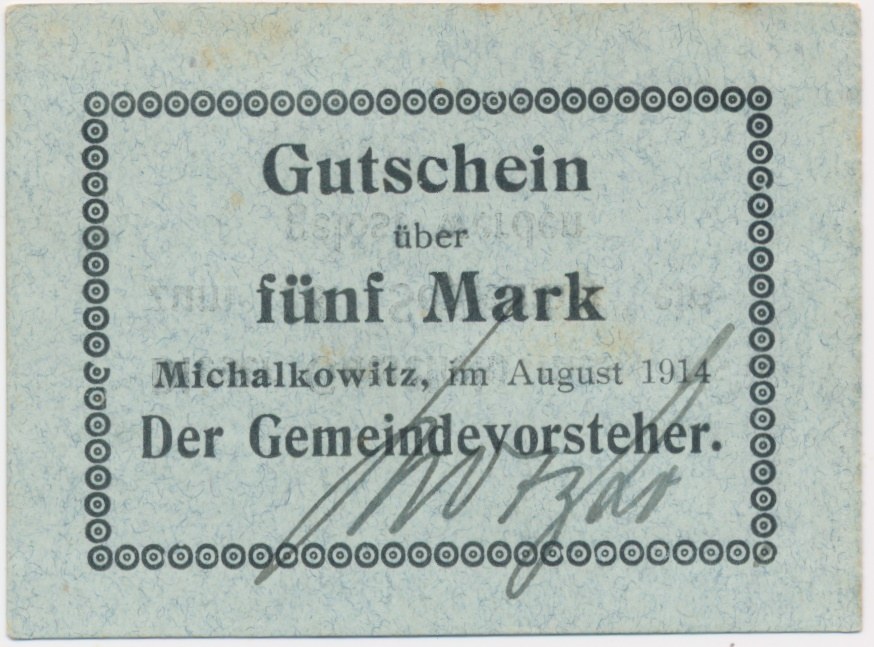 Gutschein
über
fünf Mark
Michalkowitz, im August 1914
Der Gemeindevorsteher.